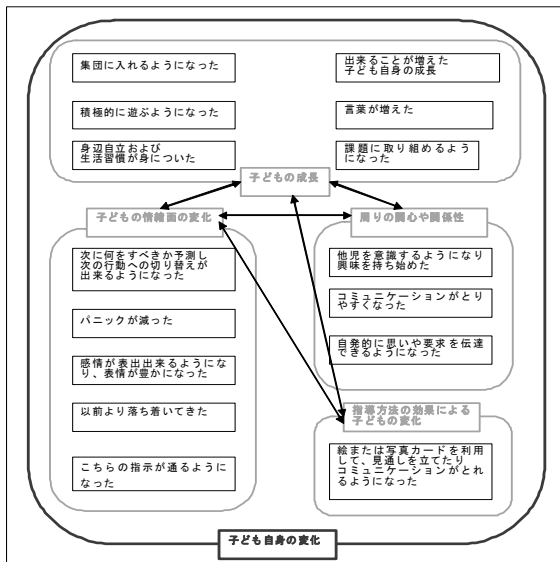 集団に入れるようになった
出来ることが増えた
子ども自身の成長
積極的に遊ぶようになった
言葉が増えた
身辺自立および
生活習慣が身についた
課題に取り組めるよう
になった
子どもの成長
子どもの情緒面の変化
周りの関心や関係性
次に何をすべきか予測し
次の行動への切り替えが
出来るようになった
パニックが減った
感情が表出出来るようにな
り、表情が豊かになった
以前より落ち着いてきた
こちらの指示が通るように
なった
他児を意識するようになり
興味を持ち始めた
コミュニケーションがとり
やすくなった
自発的に思いや要求を伝達
できるようになった
指導方法の効果による
子どもの変化
絵または写真カードを利用
して、見通しを立てたり
コミュニケーションがとれ
るようになった
子ども自身の変化